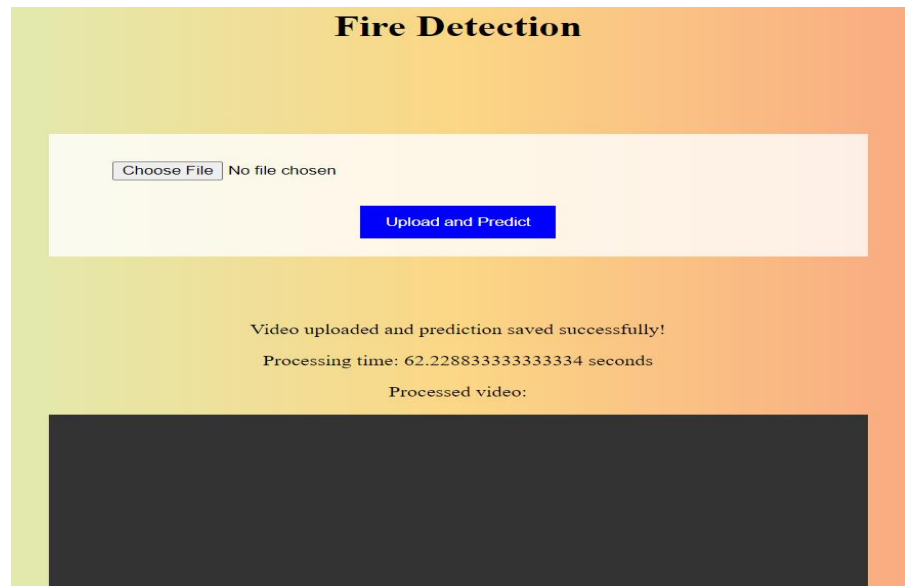 Fire Detection
Choose File No file chosen
Upload and Predict
Video uploaded and prediction saved successfully!
Processing time: 62.228833333333334 seconds
Processed video: